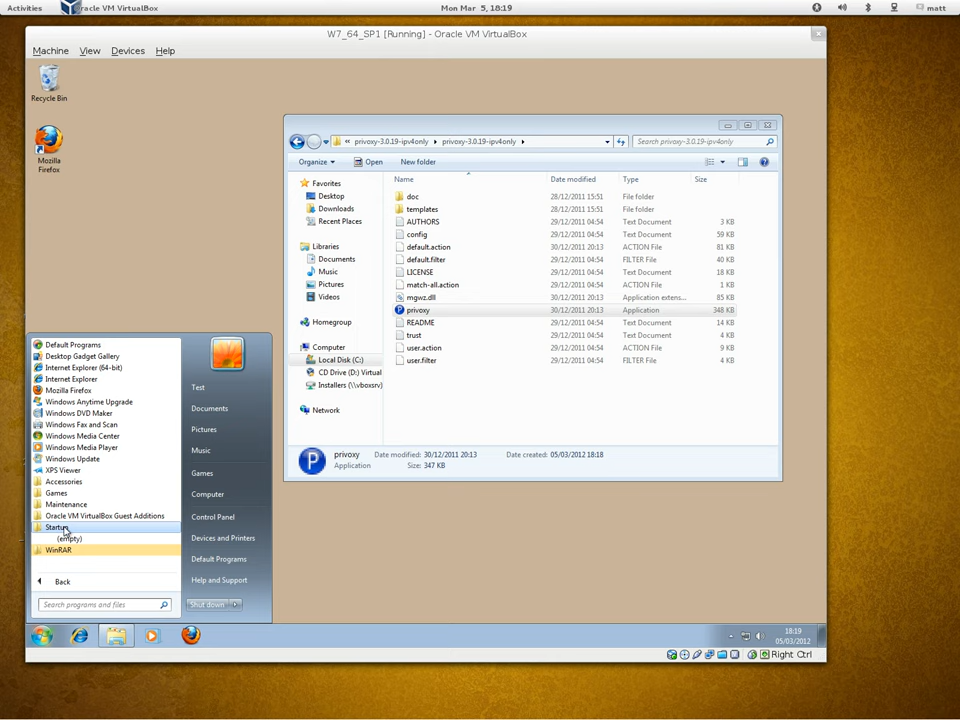 Activities
Oracle VM VirtualBox
Mon Mar 5, 18:19
matt
W7_64_SP1 [Running] - Oracle VM VirtualBox
Machine View Devices Help
Recycle Bin
Mozilla
Firefox
« privoxy-3.0.19-ipv4only ▸ privoxy-3.0.19-ipv4only ▸
Search privoxy-3.0.19-ipv4only
Organize Open New folder
Name Date modified Type Size
Favorites
Desktop
Downloads
Recent Places
Libraries
Documents
Music
Pictures
Videos
Homegroup
Computer
Local Disk (C:)
CD Drive (D:) Virtual
Installers (\\vboxsrv)
Network
doc 28/12/2011 15:51 File folder
templates 28/12/2011 15:51 File folder
AUTHORS 29/12/2011 04:54 Text Document 3 KB
config 29/12/2011 04:54 Text Document 59 KB
default.action 30/12/2011 20:13 ACTION File 81 KB
default.filter 29/12/2011 04:54 FILTER File 40 KB
LICENSE 29/12/2011 04:54 Text Document 18 KB
match-all.action 29/12/2011 04:54 ACTION File 1 KB
mgwz.dll 30/12/2011 20:13 Application extens... 85 KB
privoxy 30/12/2011 20:13 Application 348 KB
README 29/12/2011 04:54 Text Document 14 KB
trust 29/12/2011 04:54 Text Document 4 KB
user.action 29/12/2011 04:54 ACTION File 9 KB
user.filter 29/12/2011 04:54 FILTER File 4 KB
privoxy Date modified: 30/12/2011 20:13 Date created: 05/03/2012 18:18
Application Size: 347 KB
Default Programs
Desktop Gadget Gallery
Internet Explorer (64-bit)
Internet Explorer
Mozilla Firefox
Windows Anytime Upgrade
Windows DVD Maker
Windows Fax and Scan
Windows Media Center
Windows Media Player
Windows Update
XPS Viewer
Accessories
Games
Maintenance
Oracle VM VirtualBox Guest Additions
Startup
(empty)
WinRAR
Back
Search programs and files
Test
Documents
Pictures
Music
Games
Computer
Control Panel
Devices and Printers
Default Programs
Help and Support
Shut down
18:19
05/03/2012
Right Ctrl